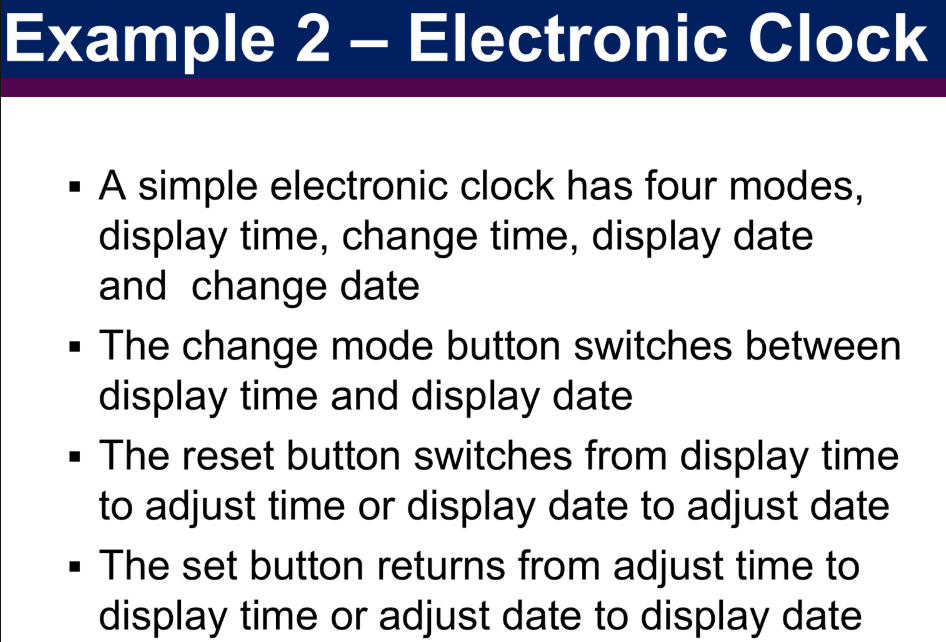 Example 2 – Electronic Clock
▪ A simple electronic clock has four modes,
display time, change time, display date
and  change date
▪ The change mode button switches between
display time and display date
▪ The reset button switches from display time
to adjust time or display date to adjust date
▪ The set button returns from adjust time to
display time or adjust date to display date